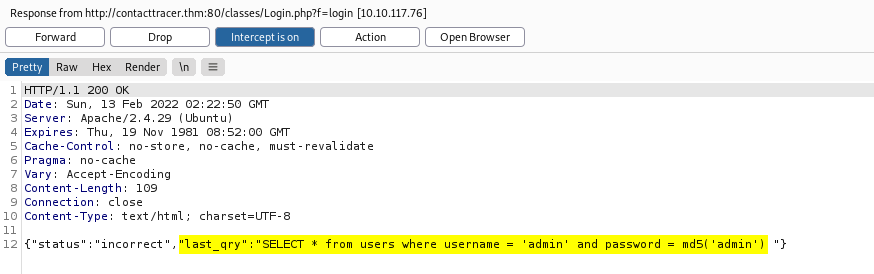 Response from http://contacttracer.thm:80/classes/Login.php?f=login [10.10.117.76]
Forward Drop Intercept is on Action Open Browser
Pretty Raw Hex Render \n ≡
1 HTTP/1.1 200 OK
2 Date: Sun, 13 Feb 2022 02:22:50 GMT
3 Server: Apache/2.4.29 (Ubuntu)
4 Expires: Thu, 19 Nov 1981 08:52:00 GMT
5 Cache-Control: no-store, no-cache, must-revalidate
6 Pragma: no-cache
7 Vary: Accept-Encoding
8 Content-Length: 109
9 Connection: close
10 Content-Type: text/html; charset=UTF-8
11
12 {"status":"incorrect","last_qry":"SELECT * from users where username = 'admin' and password = md5('admin') "}